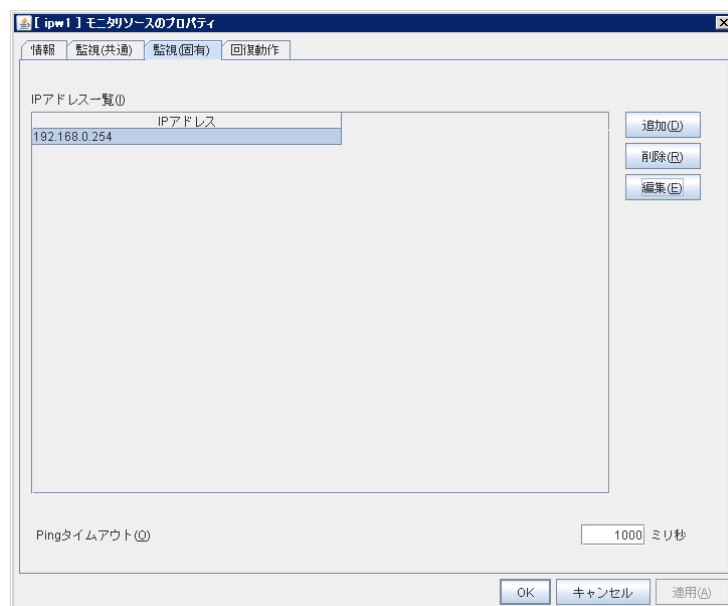 [ ipw1 ] モニタリソースのプロパティ
情報 監視(共通) 監視(固有) 回復動作
IPアドレス一覧(I)
IPアドレス
192.168.0.254
追加(D)
削除(R)
編集(E)
Pingタイムアウト(O) 1000 ミリ秒
OK キャンセル 適用(A)